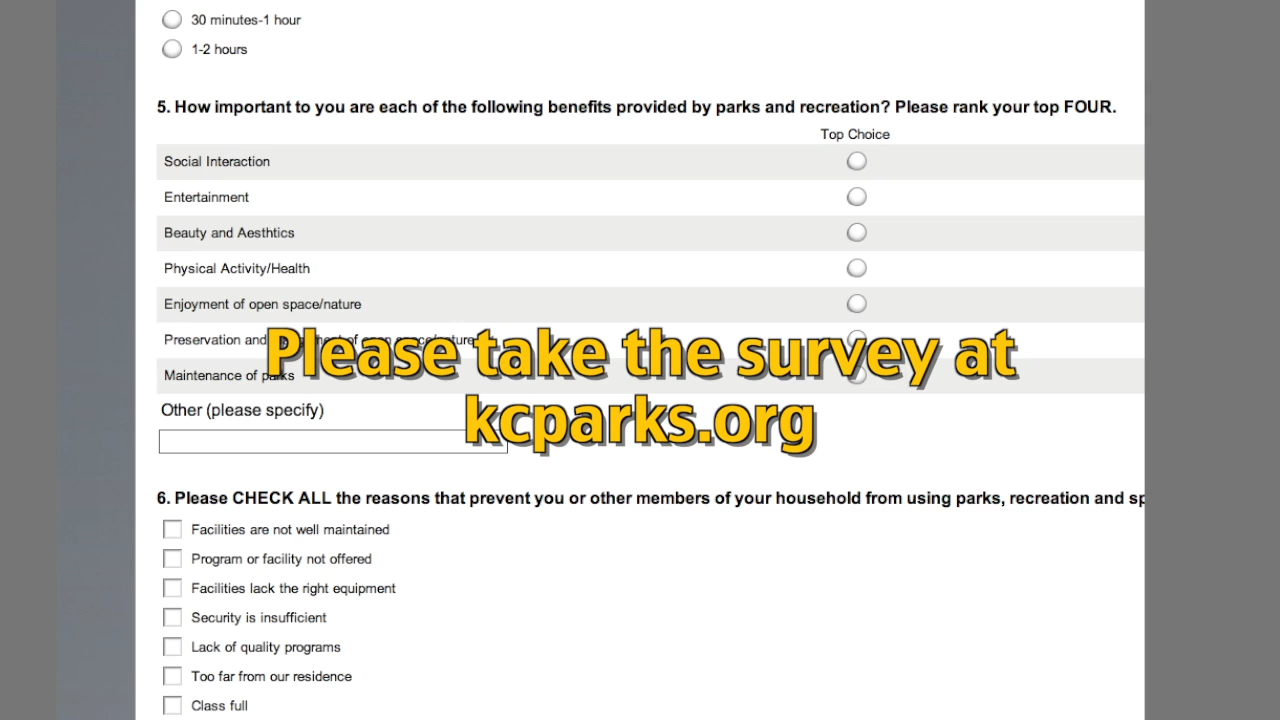 30 minutes-1 hour
1-2 hours
5. How important to you are each of the following benefits provided by parks and recreation? Please rank your top FOUR.
Top Choice
Social Interaction
Entertainment
Beauty and Aesthtics
Physical Activity/Health
Enjoyment of open space/nature
Preservation and of open space/nature
Please take the survey at
Maintenance of parks
Other (please specify)
kcparks.org
6. Please CHECK ALL the reasons that prevent you or other members of your household from using parks, recreation and
Facilities are not well maintained
Program or facility not offered
Facilities lack the right equipment
Security is insufficient
Lack of quality programs
Too far from our residence
Class full